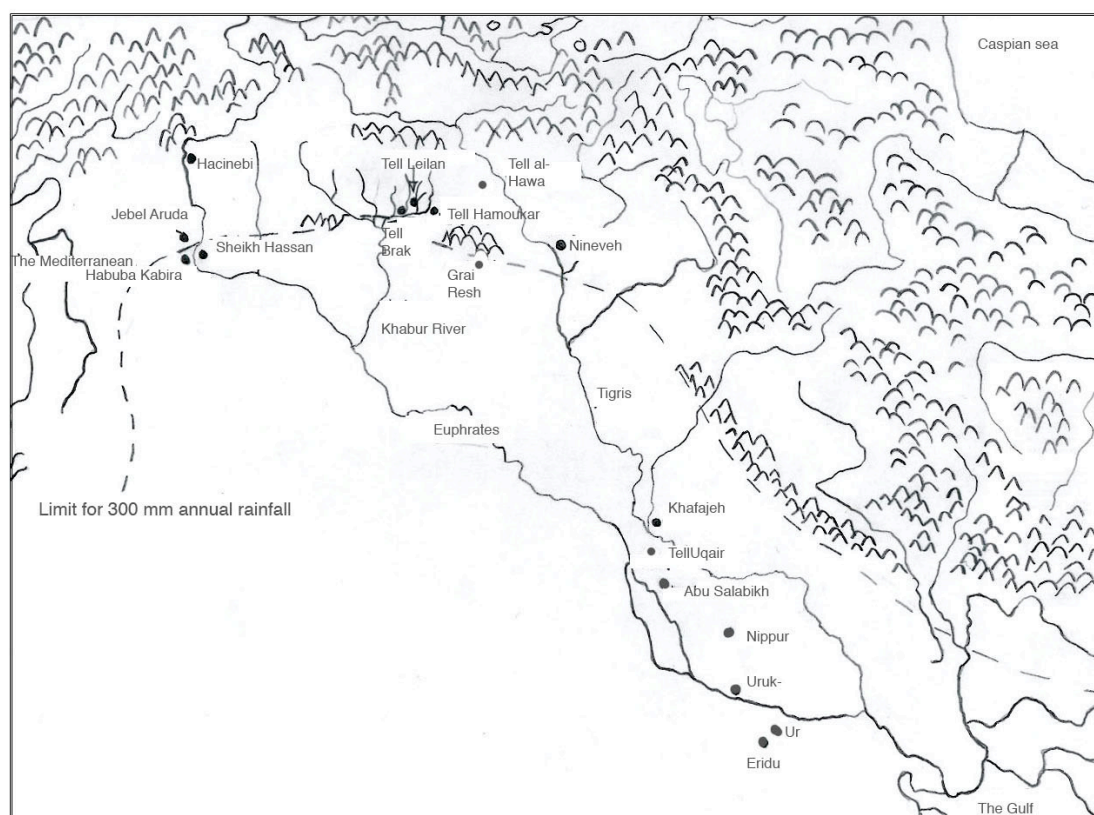 Caspian sea
Hacinebi
Tell Leilan
Tell al-
Hawa
Jebel Aruda
Tell Hamoukar
Sheikh Hassan
Tell
Brak
Nineveh
The Mediterranean
Habuba Kabira
Grai
Resh
Khabur River
Tigris
Euphrates
Limit for 300 mm annual rainfall
Khafajeh
TellUqair
Abu Salabikh
Nippur
Uruk-
Ur
Eridu
The Gulf